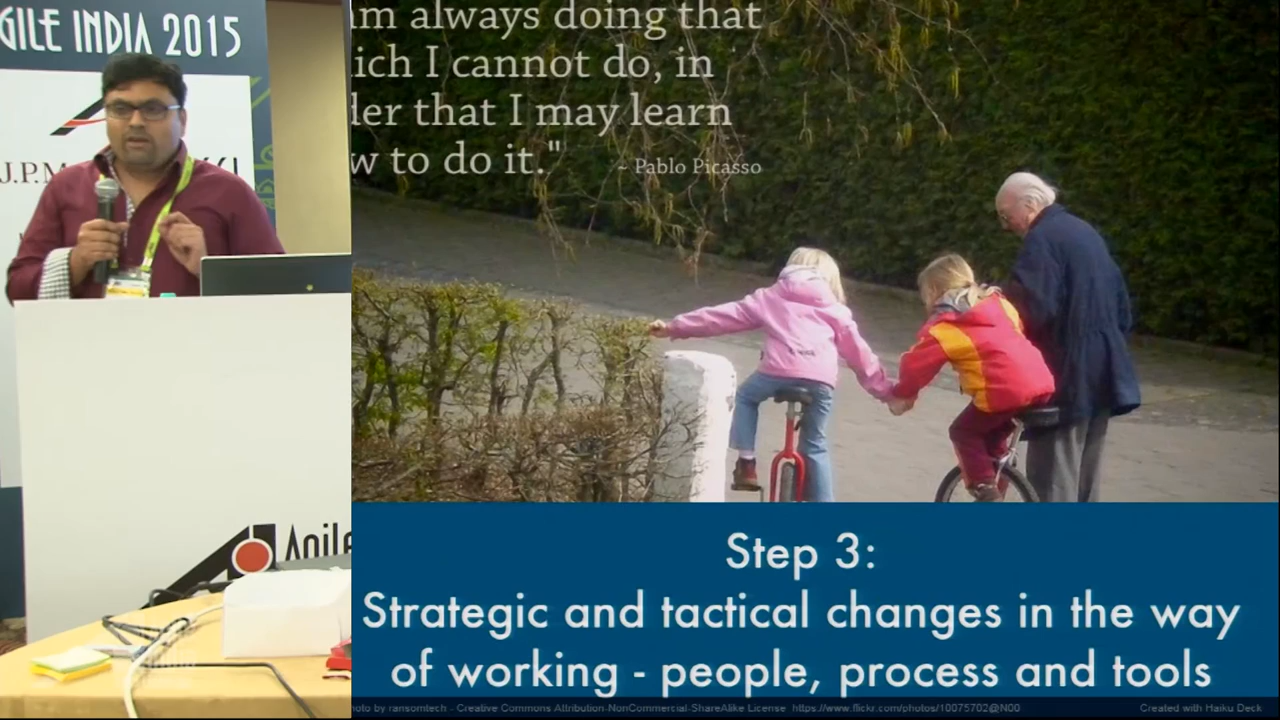 GILE INDIA 2015
J.P.M
Agile
am always doing that
ich I cannot do, in
der that I may learn
w to do it."
~ Pablo Picasso
Step 3:
Strategic and tactical changes in the way
of working - people, process and tools
hoto by ransomtech - Creative Commons Attribution-NonCommercial-ShareAlike License https://www.flickr.com/photos/10075702@N00
Created with Haiku Deck